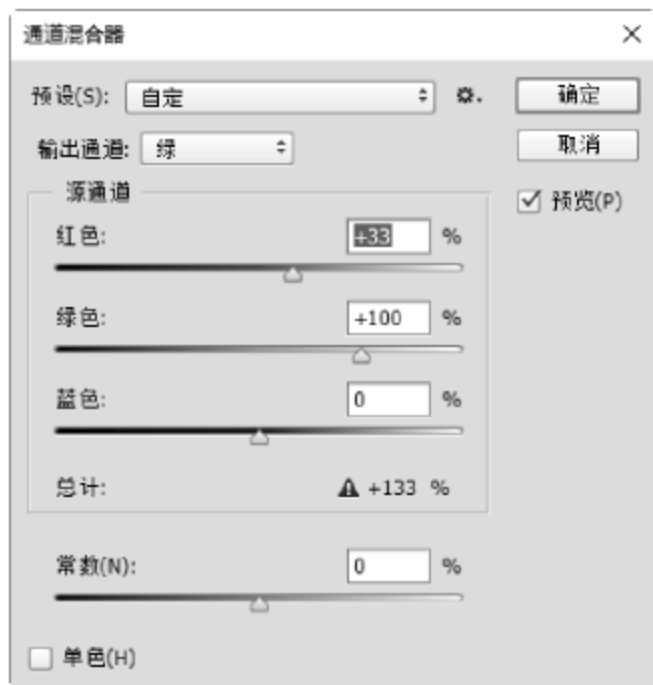 通道混合器
预设(S): 自定 确定
输出通道: 绿 取消
源通道 预览(P)
红色: +33 %
绿色: +100 %
蓝色: 0 %
总计: +133 %
常数(N): 0 %
单色(H)